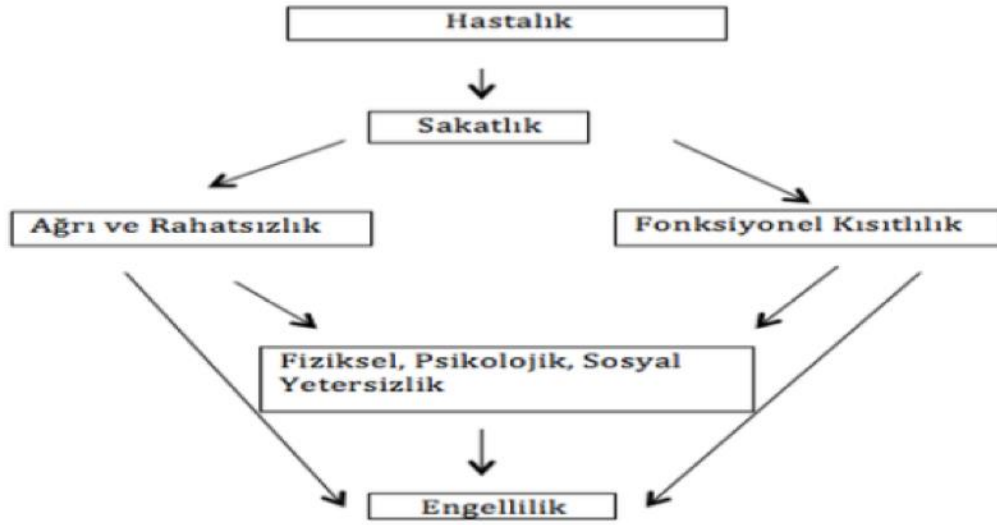 Hastalık
Sakatlık
Ağrı ve Rahatsızlık
Fonksiyonel Kısıtlılık
Fiziksel, Psikolojik, Sosyal
Yetersizlik
Engellilik